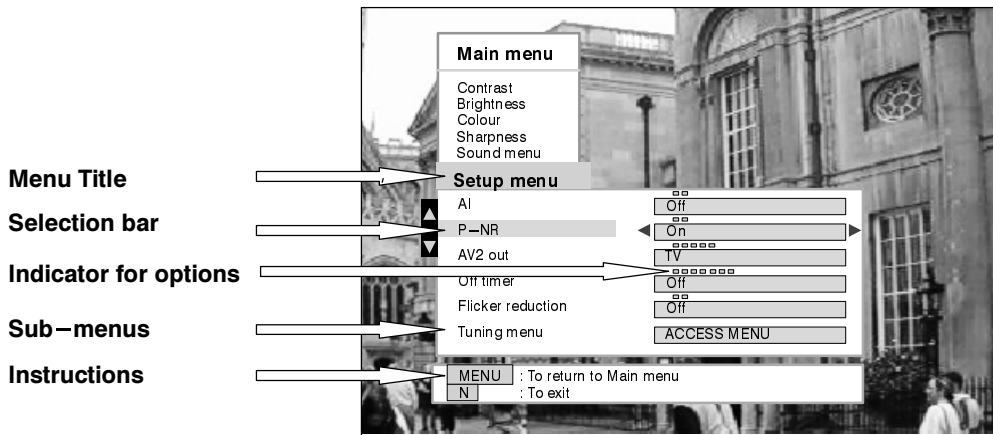 Main menu
Contrast
Brightness
Colour
Sharpness
Sound menu
Menu Title
Setup menu
AI Off
Selection bar
P−NR On
AV2 out TV
Indicator for options
Off timer Off
Flicker reduction Off
Sub−menus
Tuning menu ACCESS MENU
Instructions
MENU : To return to Main menu
N : To exit